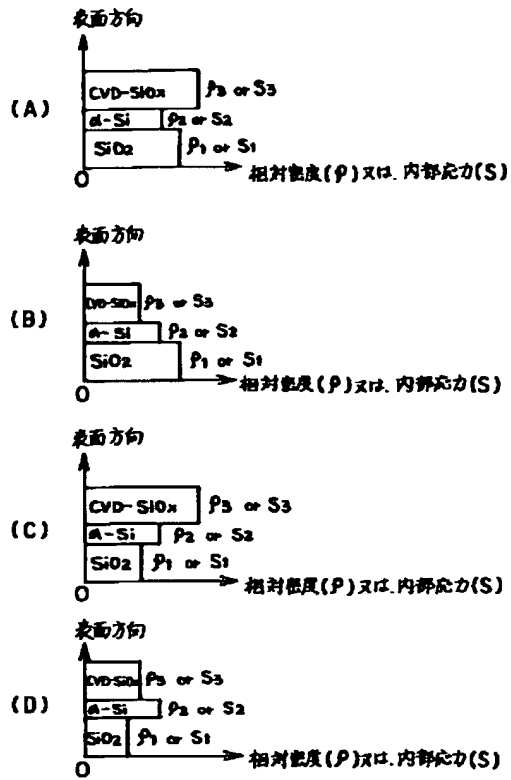 表面方向
(A)
CVD-SiOx ρ3 or S3
α-Si ρ2 or S2
SiO2 ρ1 or S1
0 相対密度(ρ)又は、内部応力(S)
表面方向
(B)
CVD-SiOx ρ3 or S3
α-Si ρ2 or S2
SiO2 ρ1 or S1
0 相対密度(ρ)又は、内部応力(S)
表面方向
(C)
CVD-SiOx ρ3 or S3
α-Si ρ2 or S2
SiO2 ρ1 or S1
0 相対密度(ρ)又は、内部応力(S)
表面方向
(D)
CVD-SiOx ρ3 or S3
α-Si ρ2 or S2
SiO2 ρ1 or S1
0 相対密度(ρ)又は、内部応力(S)